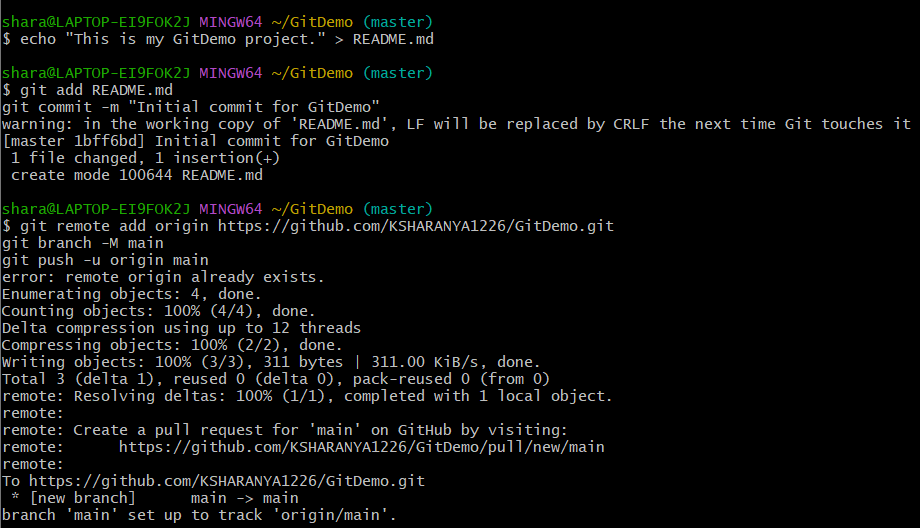 shara@LAPTOP-EI9FOK2J MINGW64 ~/GitDemo (master)
$ echo "This is my GitDemo project." > README.md
shara@LAPTOP-EI9FOK2J MINGW64 ~/GitDemo (master)
$ git add README.md
git commit -m "Initial commit for GitDemo"
warning: in the working copy of 'README.md', LF will be replaced by CRLF the next time Git touches it
[master 1bff6bd] Initial commit for GitDemo
 1 file changed, 1 insertion(+)
 create mode 100644 README.md
shara@LAPTOP-EI9FOK2J MINGW64 ~/GitDemo (master)
$ git remote add origin https://github.com/KSHARANYA1226/GitDemo.git
git branch -M main
git push -u origin main
error: remote origin already exists.
Enumerating objects: 4, done.
Counting objects: 100% (4/4), done.
Delta compression using up to 12 threads
Compressing objects: 100% (2/2), done.
Writing objects: 100% (3/3), 311 bytes | 311.00 KiB/s, done.
Total 3 (delta 1), reused 0 (delta 0), pack-reused 0 (from 0)
remote: Resolving deltas: 100% (1/1), completed with 1 local object.
remote:
remote: Create a pull request for 'main' on GitHub by visiting:
remote:      https://github.com/KSHARANYA1226/GitDemo/pull/new/main
remote:
To https://github.com/KSHARANYA1226/GitDemo.git
 * [new branch]      main -> main
branch 'main' set up to track 'origin/main'.